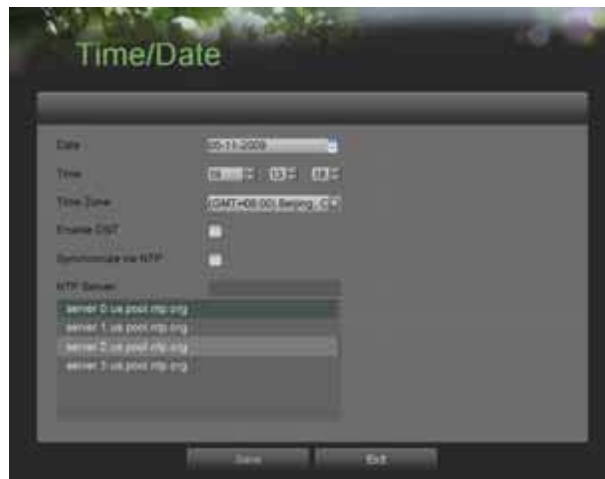 Time/Date
Date 05-11-2009
Time
Time Zone (GMT+08:00) Beijing, C
Enable DST
Synchronize via NTP
NTP Server
server 0.us.pool.ntp.org
server 1.us.pool.ntp.org
server 2.us.pool.ntp.org
server 3.us.pool.ntp.org
Save Exit